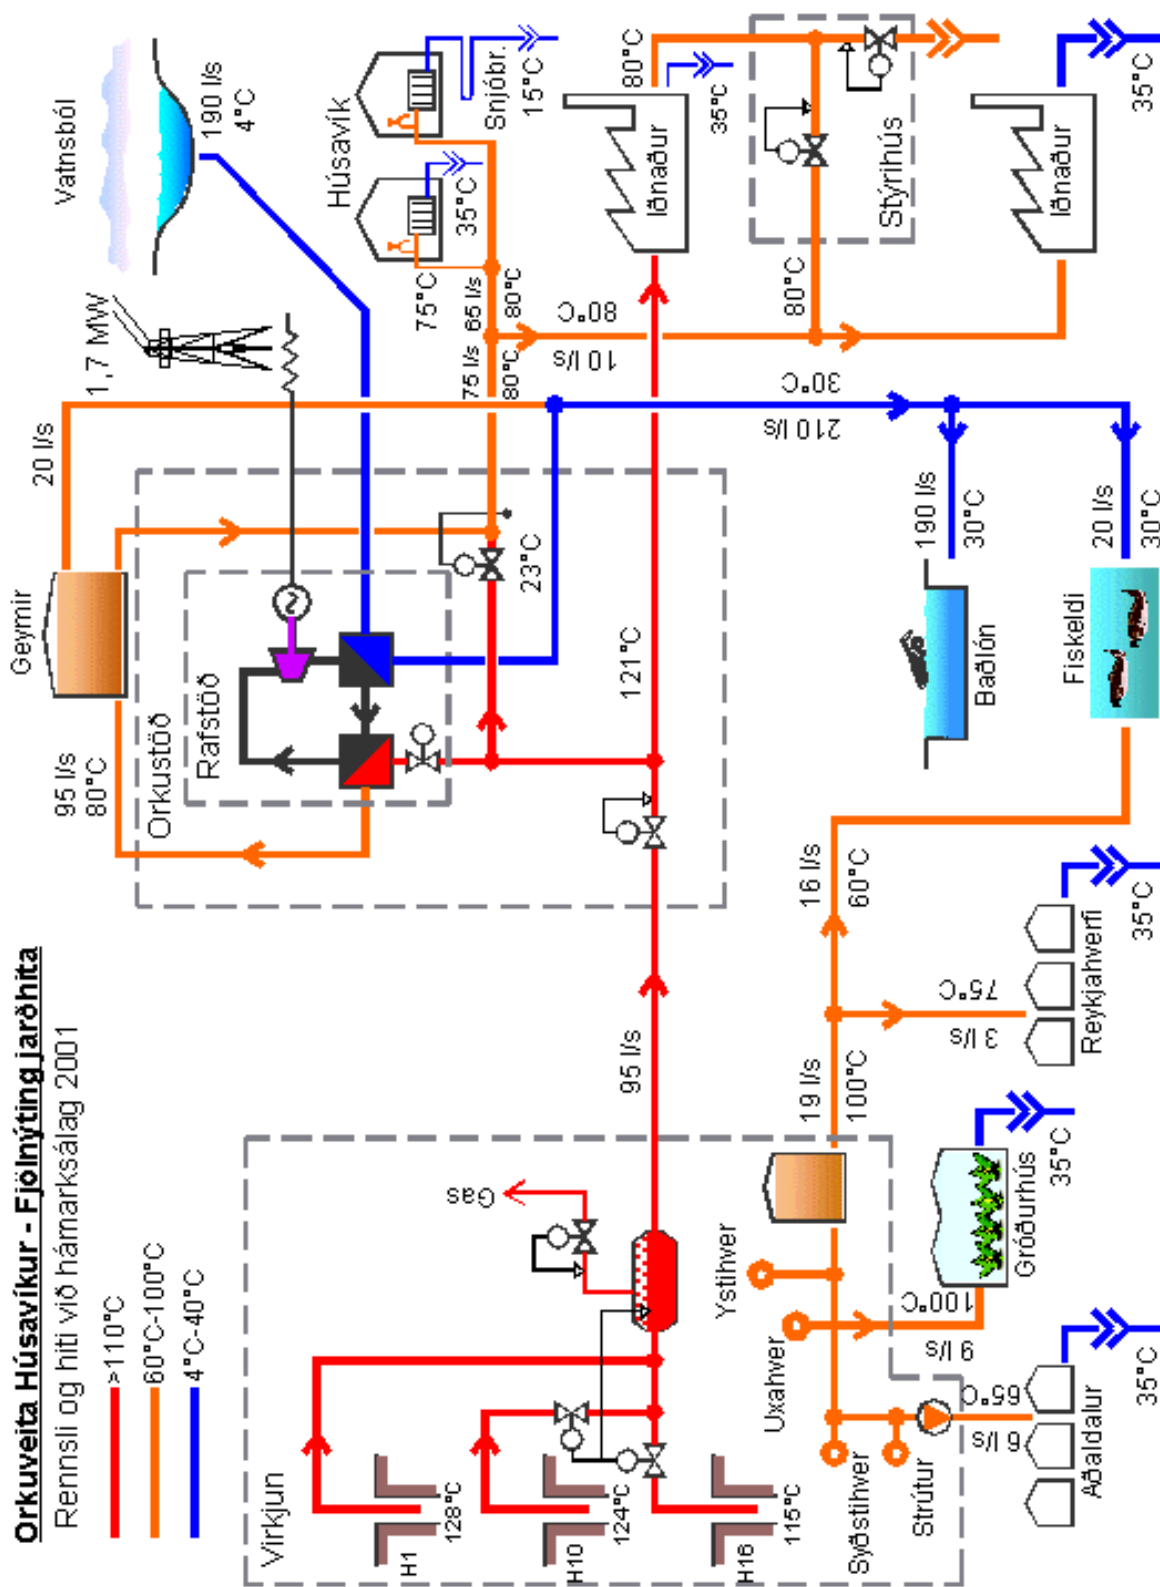 Orkuveita Húsavíkur - Fjölnýting jarðhita
Rennsli og hiti við hámarksálag 2001
>110°C
60°C-100°C
4°C-40°C
Virkjun
H1
128°C
H10
124°C
H16
115°C
Gas
95 l/s
Ystihver
Uxahver
Syðstihver
Strútur
9 l/s
100°C
Gróðurhús
35°C
6 l/s
65°C
Aðaldalur
35°C
19 l/s
100°C
3 l/s
75°C
Reykjahverfi
35°C
16 l/s
60°C
Geymir
95 l/s
80°C
20 l/s
Orkustöð
Rafstöð
23°C
121°C
1,7 MW
Vatnsból
190 l/s
4°C
Húsavík
75°C
35°C
Snjóbr.
15°C
75 l/s
80°C
65 l/s
80°C
10 l/s
80°C
Iðnaður
80°C
35°C
80°C
Stýrihús
Iðnaður
35°C
210 l/s
30°C
190 l/s
30°C
Baðlón
20 l/s
30°C
Fiskeldi